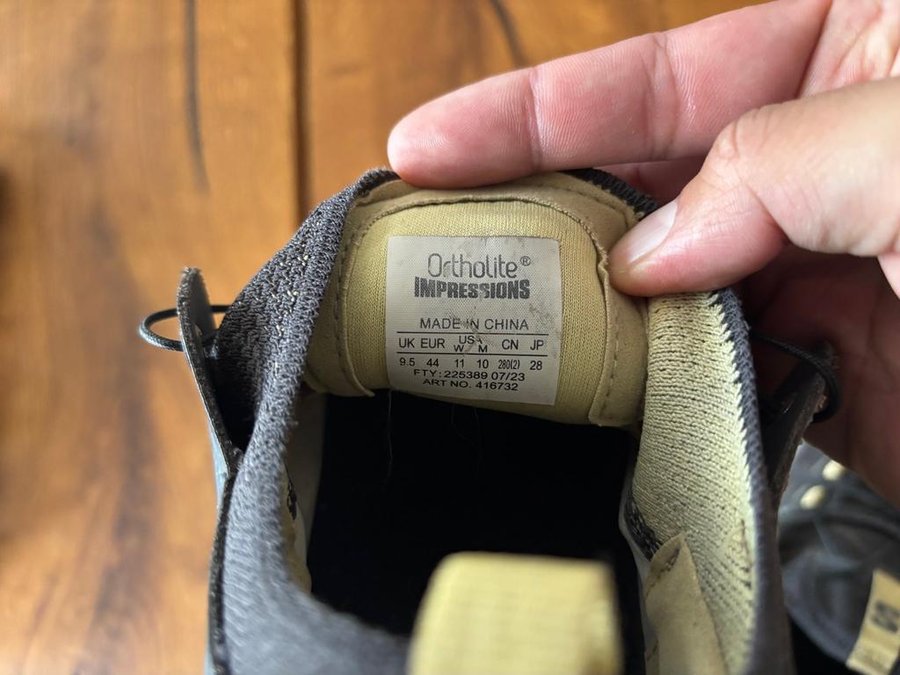 Ortholite®
IMPRESSIONS
MADE IN CHINA
UK EUR USA W M CN JP
9.5 44 11 10 280(2) 28
FTY: 225389 07/23
ART NO. 416732
S